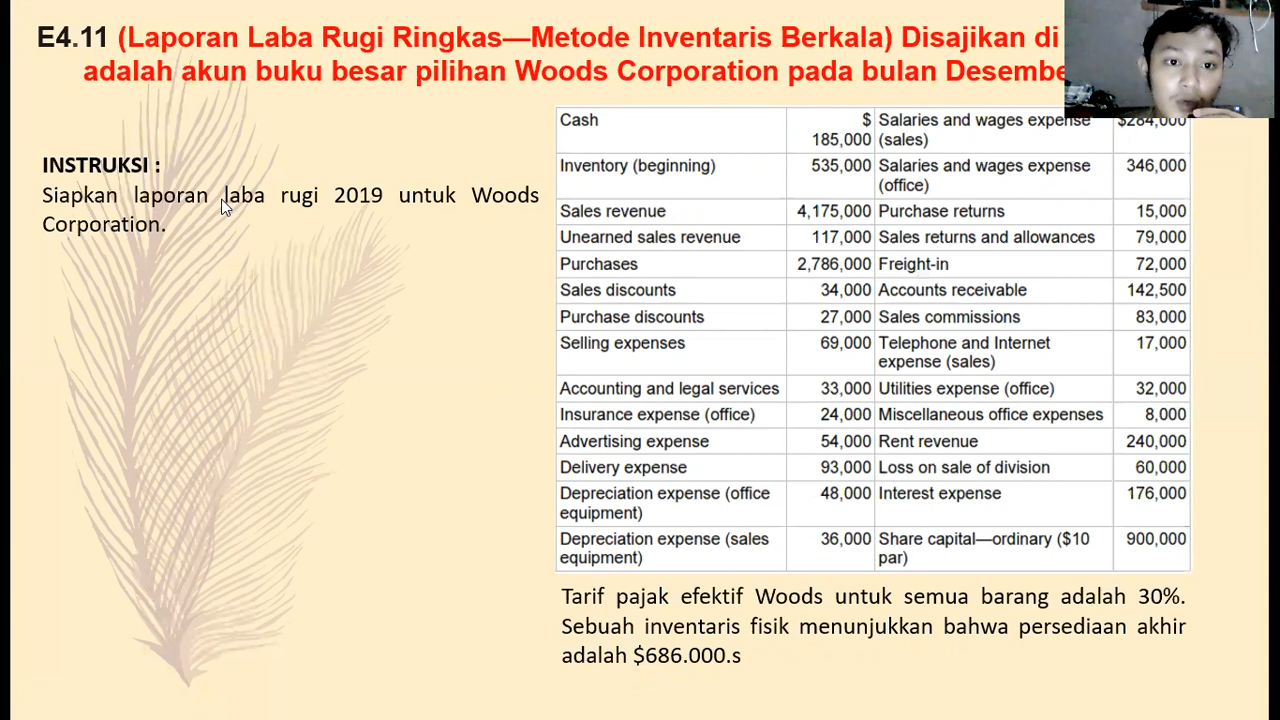 E4.11 (Laporan Laba Rugi Ringkas—Metode Inventaris Berkala) Disajikan di
adalah akun buku besar pilihan Woods Corporation pada bulan
INSTRUKSI :
Siapkan laporan laba rugi 2019 untuk Woods
Corporation.
Cash $ 185,000 Salaries and wages expense (sales) $284,000
Inventory (beginning) 535,000 Salaries and wages expense (office) 346,000
Sales revenue 4,175,000 Purchase returns 15,000
Unearned sales revenue 117,000 Sales returns and allowances 79,000
Purchases 2,786,000 Freight-in 72,000
Sales discounts 34,000 Accounts receivable 142,500
Purchase discounts 27,000 Sales commissions 83,000
Selling expenses 69,000 Telephone and Internet expense (sales) 17,000
Accounting and legal services 33,000 Utilities expense (office) 32,000
Insurance expense (office) 24,000 Miscellaneous office expenses 8,000
Advertising expense 54,000 Rent revenue 240,000
Delivery expense 93,000 Loss on sale of division 60,000
Depreciation expense (office equipment) 48,000 Interest expense 176,000
Depreciation expense (sales equipment) 36,000 Share capital—ordinary ($10 par) 900,000
Tarif pajak efektif Woods untuk semua barang adalah 30%.
Sebuah inventaris fisik menunjukkan bahwa persediaan akhir
adalah $686.000.s